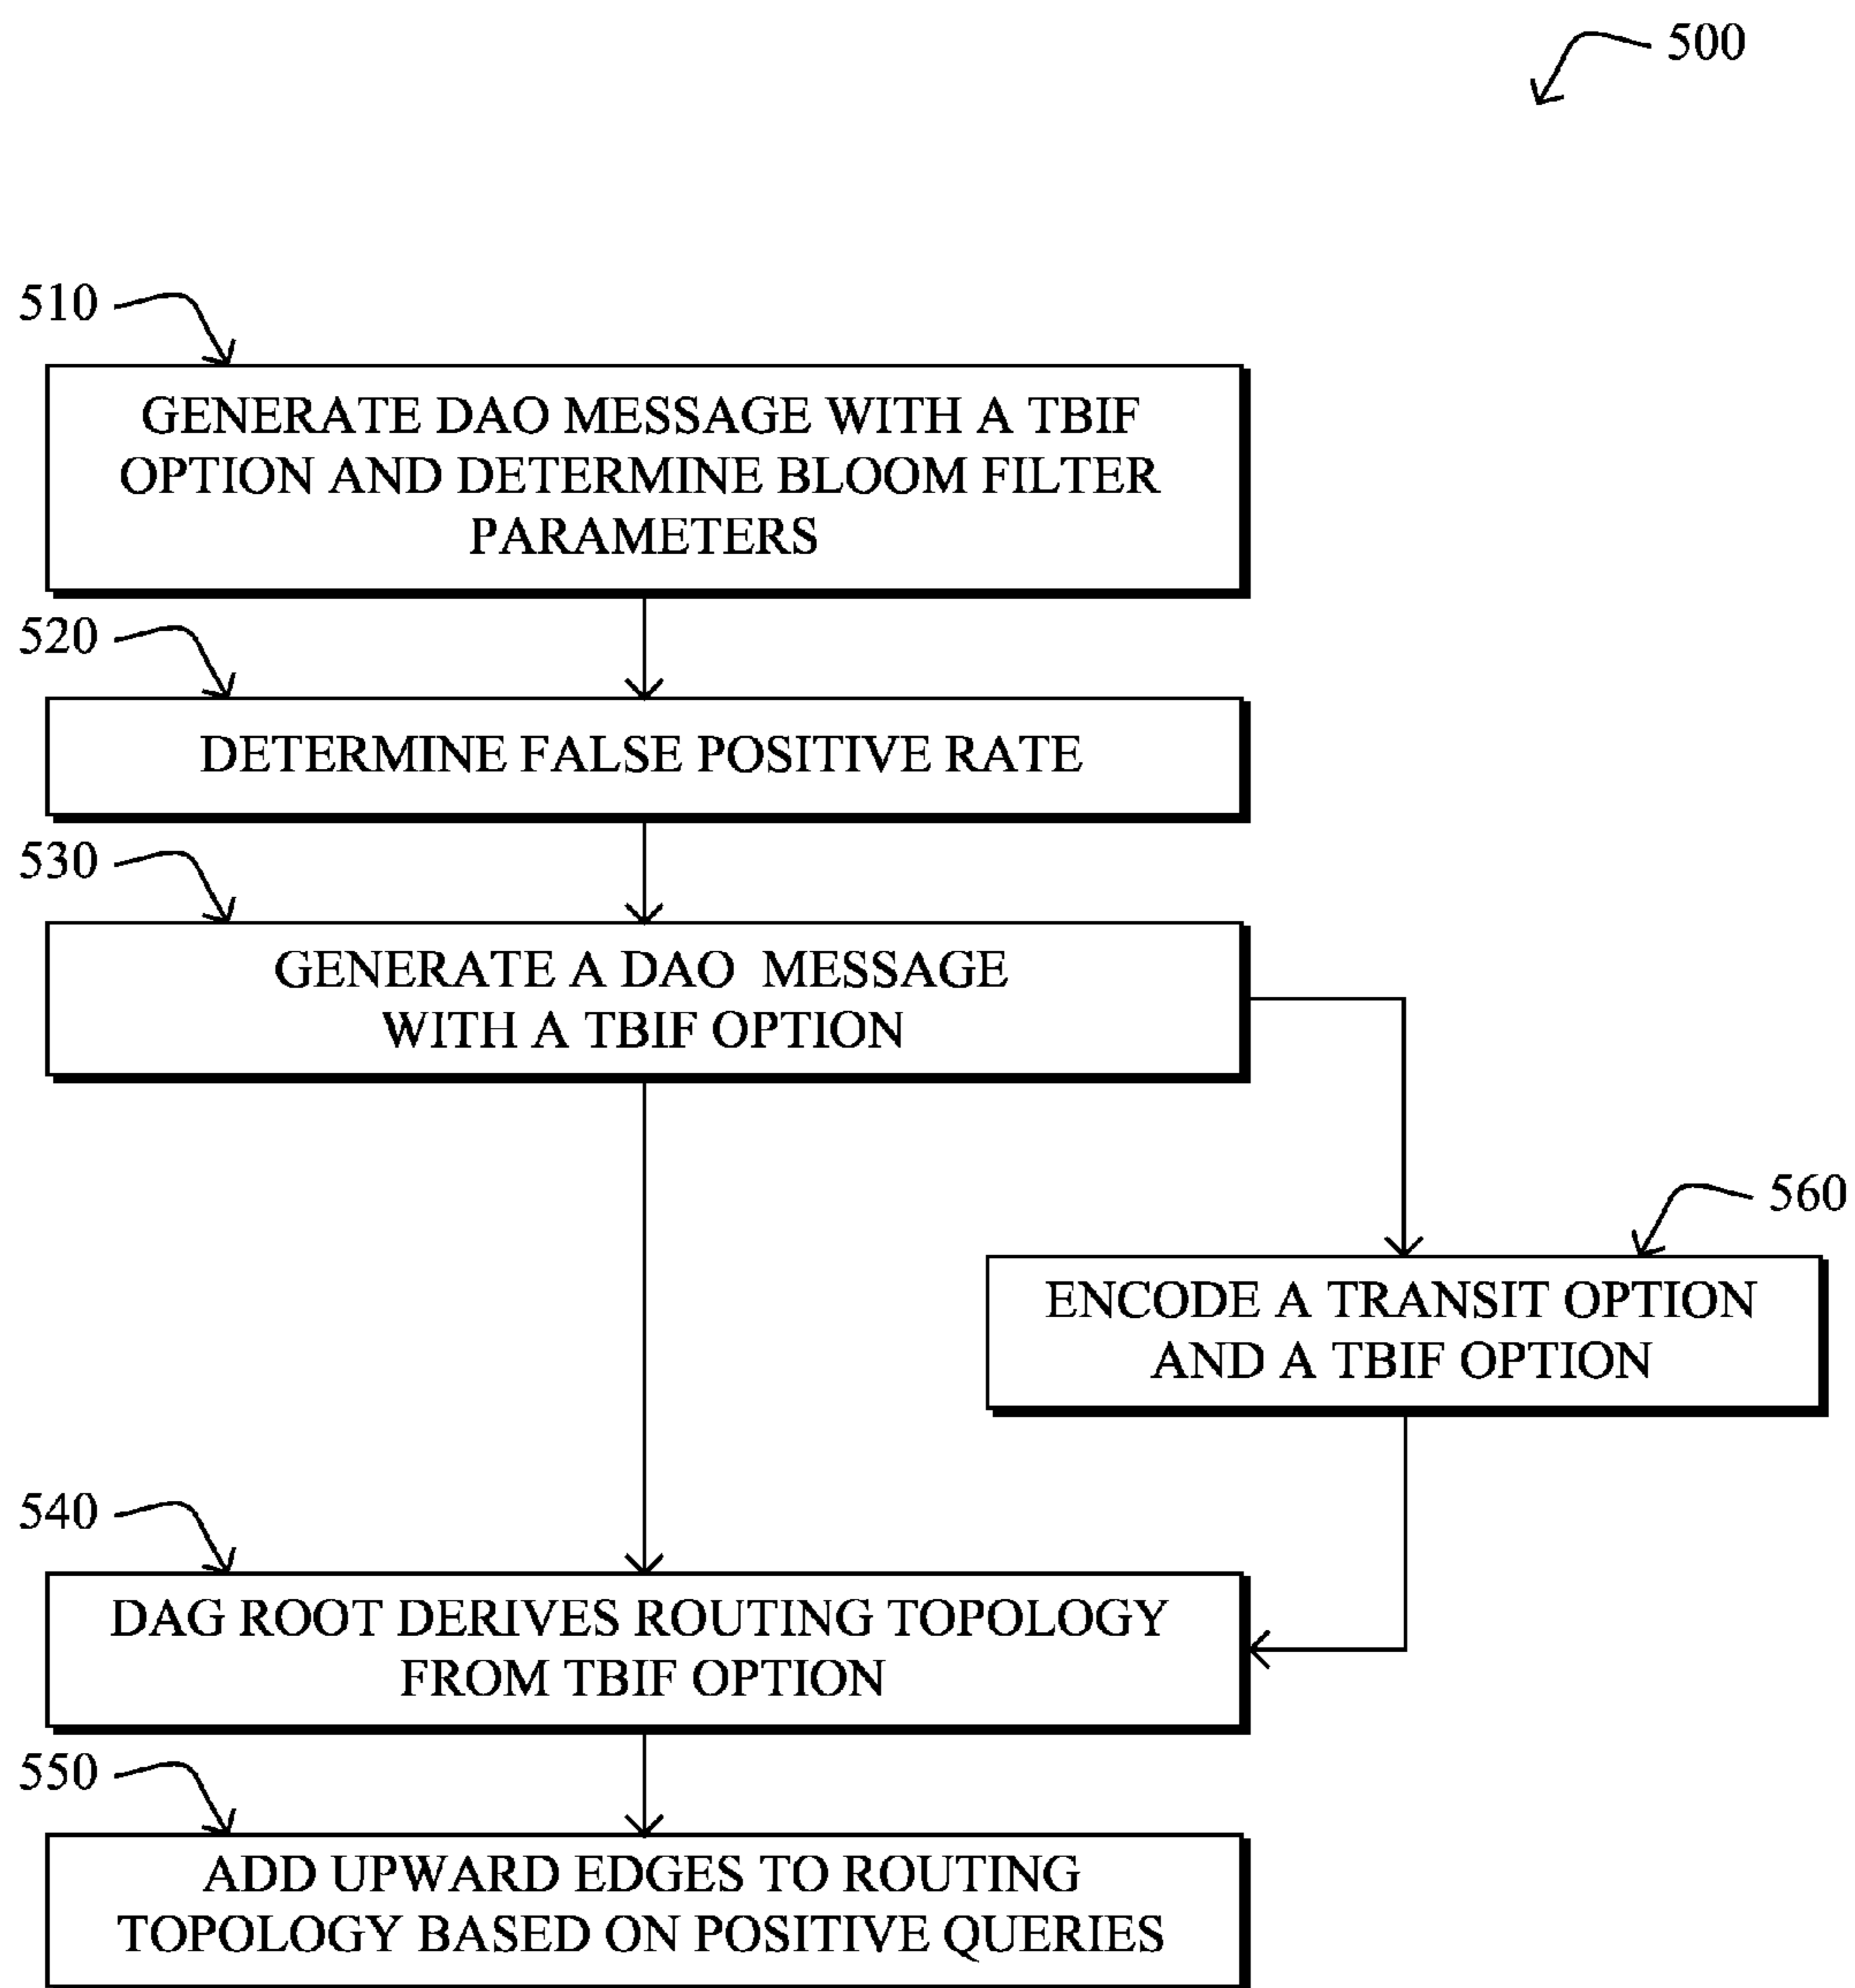 500
510
GENERATE DAO MESSAGE WITH A TBIF
OPTION AND DETERMINE BLOOM FILTER
PARAMETERS
520
DETERMINE FALSE POSITIVE RATE
530
GENERATE A DAO MESSAGE
WITH A TBIF OPTION
560
ENCODE A TRANSIT OPTION
AND A TBIF OPTION
540
DAG ROOT DERIVES ROUTING TOPOLOGY
FROM TBIF OPTION
550
ADD UPWARD EDGES TO ROUTING
TOPOLOGY BASED ON POSITIVE QUERIES